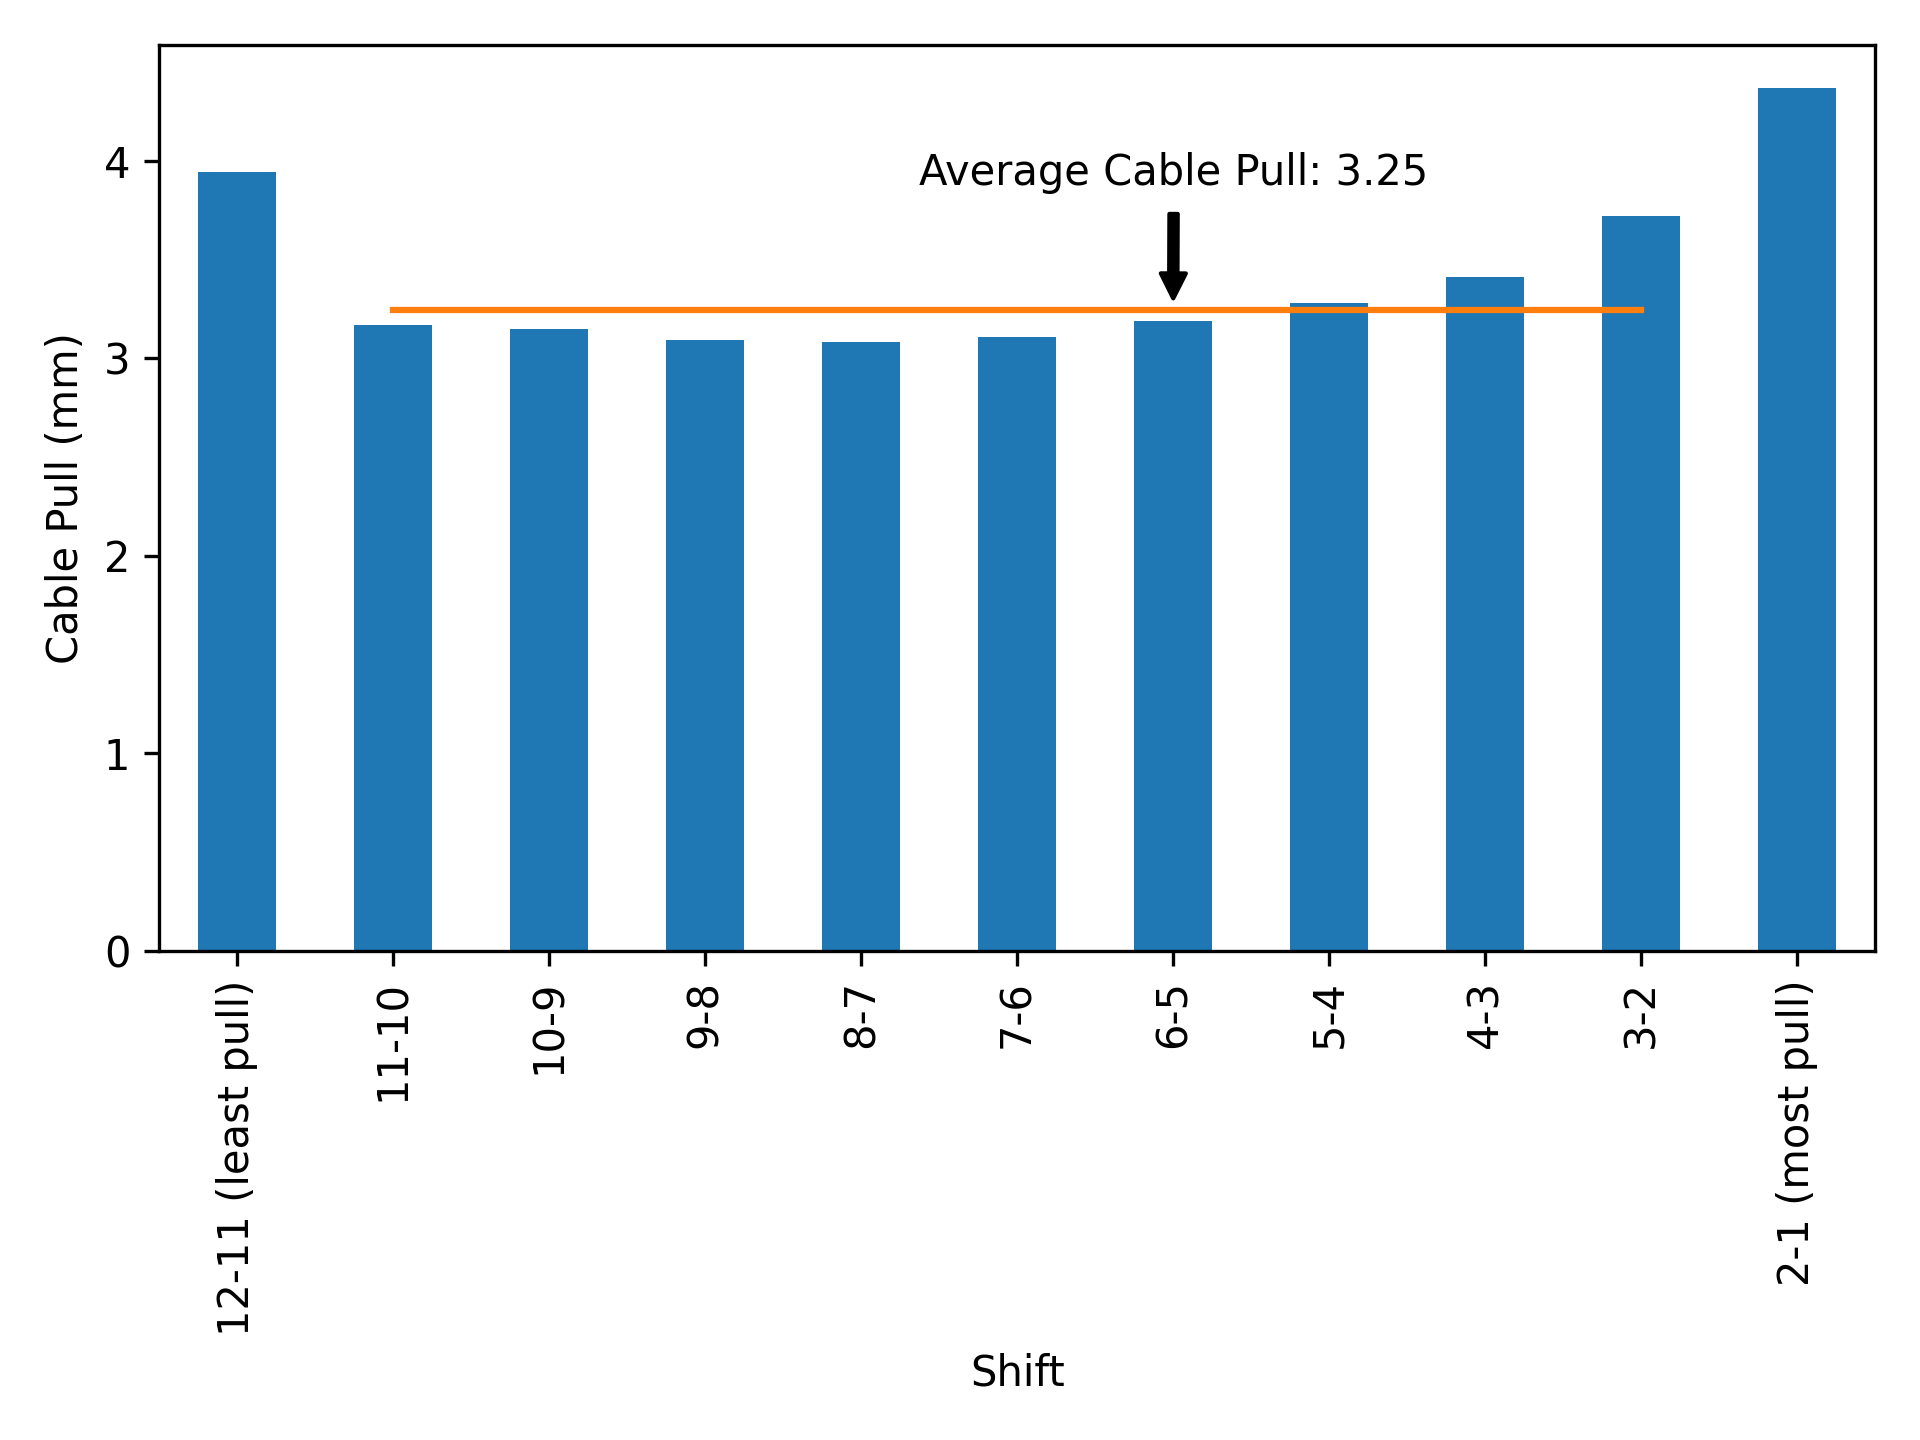 Average Cable Pull: 3.25
Cable Pull (mm)
4
3
2
1
0
12-11 (least pull)
11-10
10-9
9-8
8-7
7-6
6-5
5-4
4-3
3-2
2-1 (most pull)
Shift